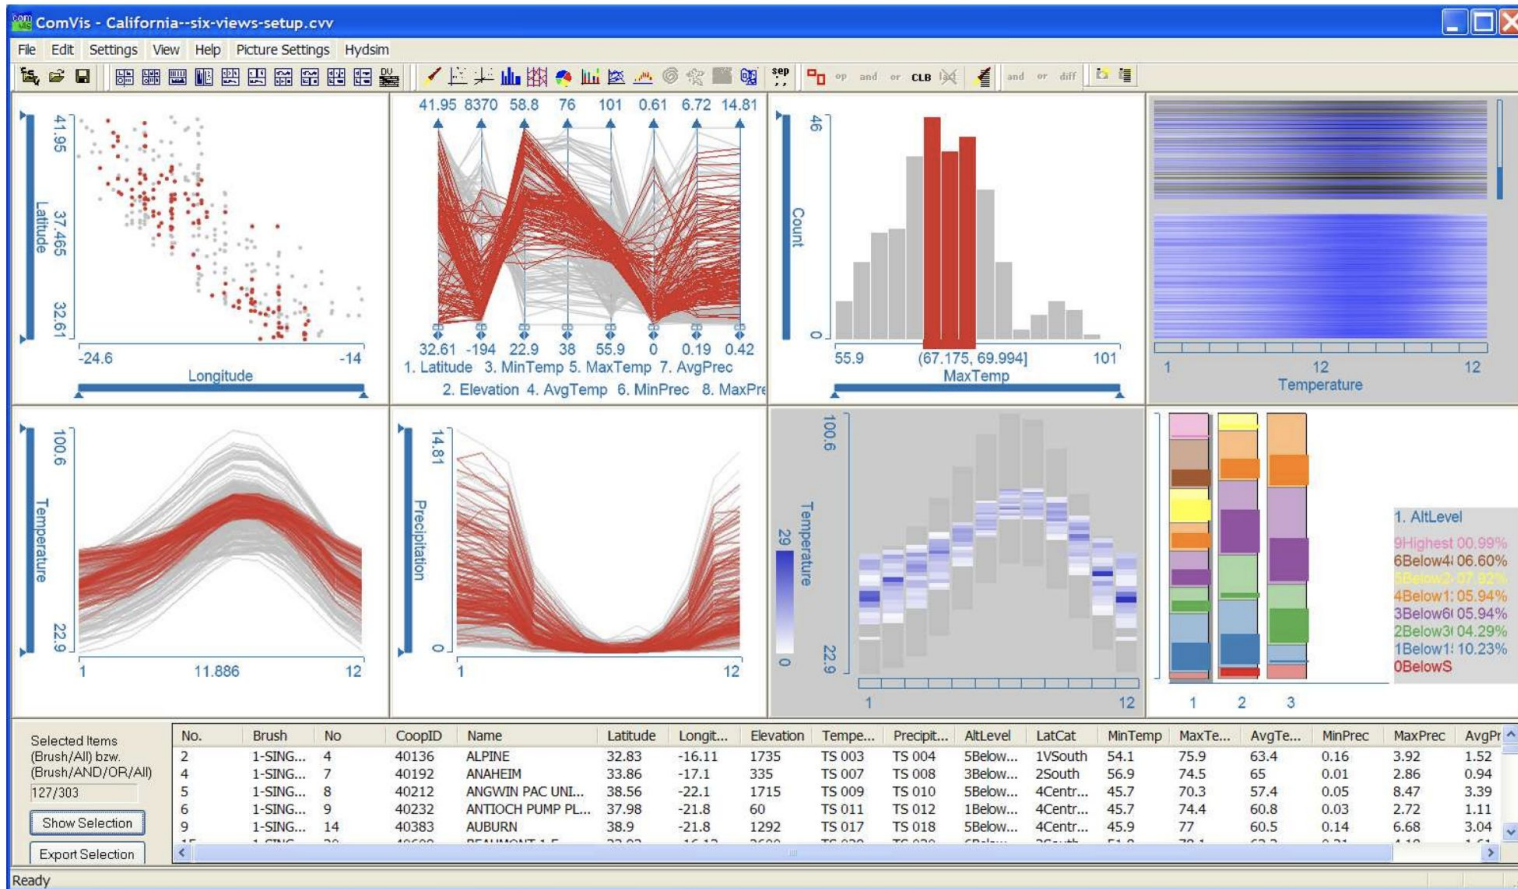 ComVis - California--six-views-setup.cvv
File Edit Settings View Help Picture Settings Hydsim
sep op and or CLB and or diff
41.95
37.465
32.61
Latitude
-24.6 -14
Longitude
41.95 8370 58.8 76 101 0.61 6.72 14.81
32.61 -194 22.9 38 55.9 0 0.19 0.42
1. Latitude 3. MinTemp 5. MaxTemp 7. AvgPrec
2. Elevation 4. AvgTemp 6. MinPrec 8. MaxPre
46
Count
0
55.9 (67.175, 69.994] 101
MaxTemp
1 12 12
Temperature
100.6
Temperature
22.9
1 11.886 12
14.81
Precipitation
0
1 12
Temperature
29
0
100.6
22.9
1 12
1 2 3
1. AltLevel
9Highest 00.99%
6Below4 06.60%
5Below2 07.92%
4Below1 05.94%
3Below6 05.94%
2Below3 04.29%
1Below1 10.23%
0BelowS
Selected Items
(Brush/All) bzw.
(Brush/AND/OR/All)
127/303
Show Selection
Export Selection
No. Brush No CoopID Name Latitude Longit... Elevation Tempe... Precipit... AltLevel LatCat MinTemp MaxTe... AvgTe... MinPrec MaxPrec AvgPr
2 1-SING... 4 40136 ALPINE 32.83 -16.11 1735 TS 003 TS 004 5Below... 1VSouth 54.1 75.9 63.4 0.16 3.92 1.52
4 1-SING... 7 40192 ANAHEIM 33.86 -17.1 335 TS 007 TS 008 3Below... 2South 56.9 74.5 65 0.01 2.86 0.94
5 1-SING... 8 40212 ANGWIN PAC UNI... 38.56 -22.1 1715 TS 009 TS 010 5Below... 4Centr... 45.7 70.3 57.4 0.05 8.47 3.39
6 1-SING... 9 40232 ANTIOCH PUMP PL... 37.98 -21.8 60 TS 011 TS 012 1Below... 4Centr... 45.7 74.4 60.8 0.03 2.72 1.11
9 1-SING... 14 40383 AUBURN 38.9 -21.8 1292 TS 017 TS 018 5Below... 4Centr... 45.9 77 60.5 0.14 6.68 3.04
Ready